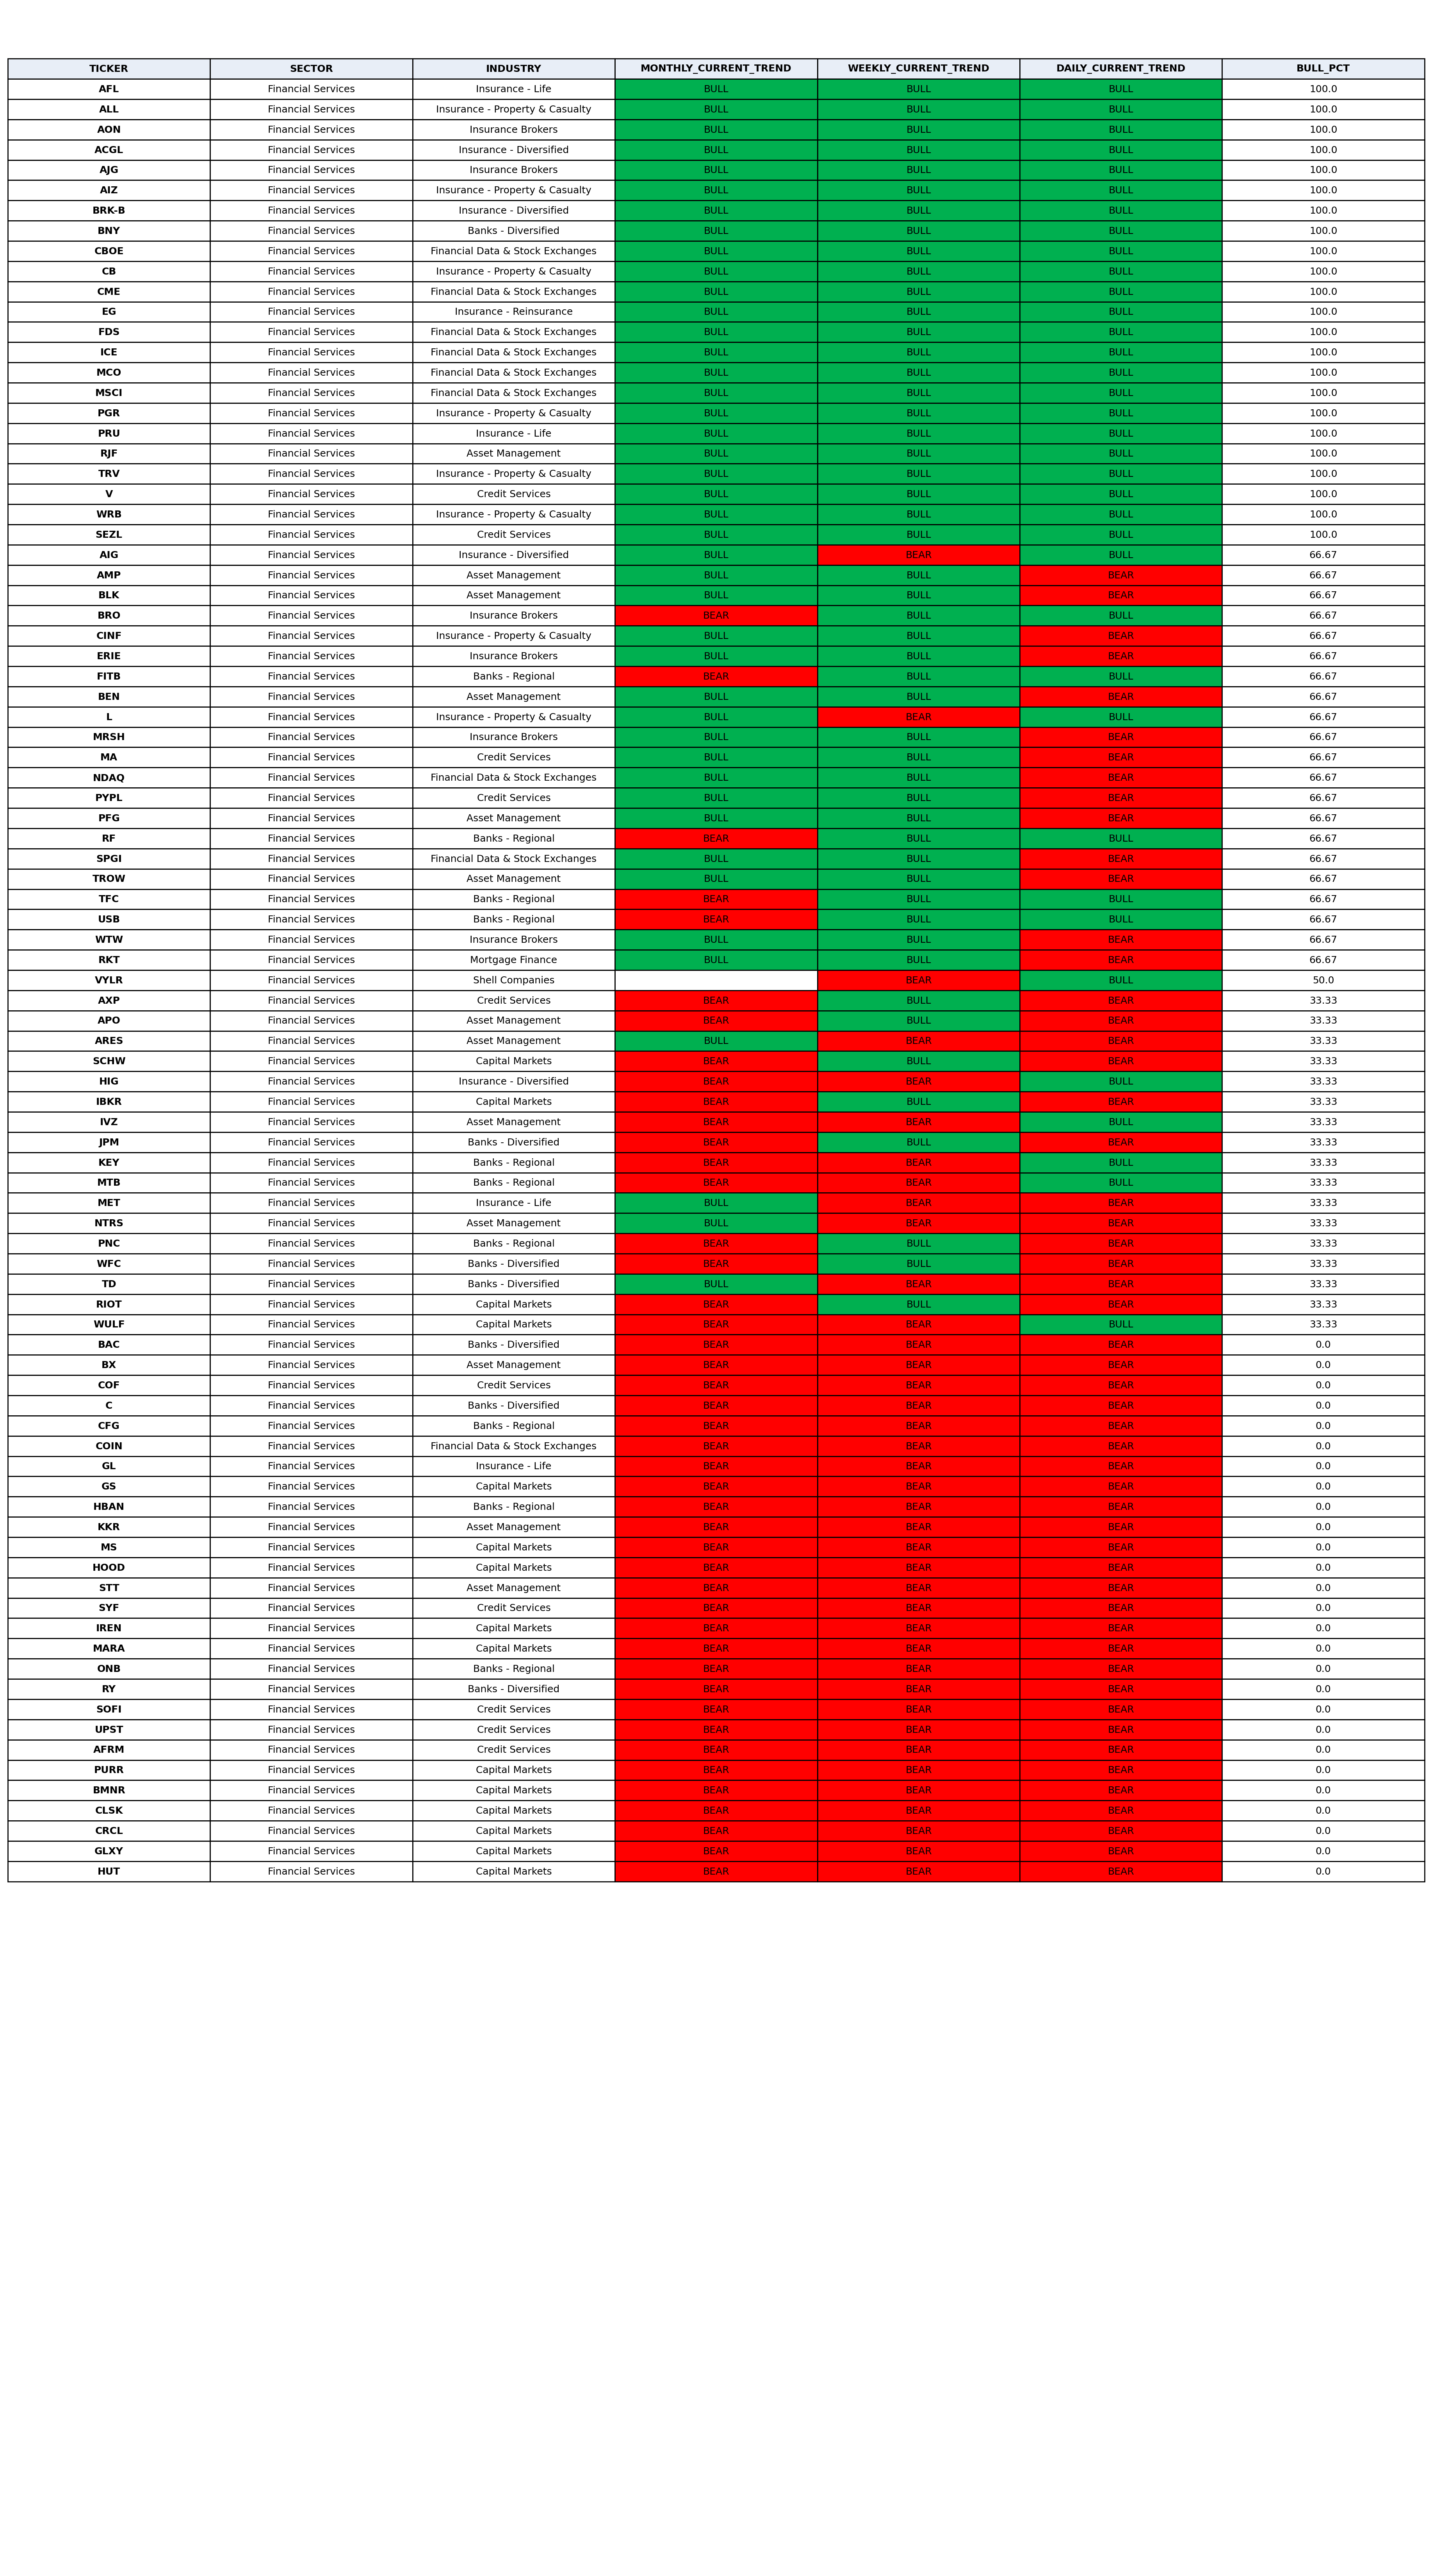 TICKER SECTOR INDUSTRY MONTHLY_CURRENT_TREND WEEKLY_CURRENT_TREND DAILY_CURRENT_TREND BULL_PCT
AFL Financial Services Insurance - Life BULL BULL BULL 100.0
ALL Financial Services Insurance - Property & Casualty BULL BULL BULL 100.0
AON Financial Services Insurance Brokers BULL BULL BULL 100.0
ACGL Financial Services Insurance - Diversified BULL BULL BULL 100.0
AJG Financial Services Insurance Brokers BULL BULL BULL 100.0
AIZ Financial Services Insurance - Property & Casualty BULL BULL BULL 100.0
BRK-B Financial Services Insurance - Diversified BULL BULL BULL 100.0
BNY Financial Services Banks - Diversified BULL BULL BULL 100.0
CBOE Financial Services Financial Data & Stock Exchanges BULL BULL BULL 100.0
CB Financial Services Insurance - Property & Casualty BULL BULL BULL 100.0
CME Financial Services Financial Data & Stock Exchanges BULL BULL BULL 100.0
EG Financial Services Insurance - Reinsurance BULL BULL BULL 100.0
FDS Financial Services Financial Data & Stock Exchanges BULL BULL BULL 100.0
ICE Financial Services Financial Data & Stock Exchanges BULL BULL BULL 100.0
MCO Financial Services Financial Data & Stock Exchanges BULL BULL BULL 100.0
MSCI Financial Services Financial Data & Stock Exchanges BULL BULL BULL 100.0
PGR Financial Services Insurance - Property & Casualty BULL BULL BULL 100.0
PRU Financial Services Insurance - Life BULL BULL BULL 100.0
RJF Financial Services Asset Management BULL BULL BULL 100.0
TRV Financial Services Insurance - Property & Casualty BULL BULL BULL 100.0
V Financial Services Credit Services BULL BULL BULL 100.0
WRB Financial Services Insurance - Property & Casualty BULL BULL BULL 100.0
SEZL Financial Services Credit Services BULL BULL BULL 100.0
AIG Financial Services Insurance - Diversified BULL BEAR BULL 66.67
AMP Financial Services Asset Management BULL BULL BEAR 66.67
BLK Financial Services Asset Management BULL BULL BEAR 66.67
BRO Financial Services Insurance Brokers BEAR BULL BULL 66.67
CINF Financial Services Insurance - Property & Casualty BULL BULL BEAR 66.67
ERIE Financial Services Insurance Brokers BULL BULL BEAR 66.67
FITB Financial Services Banks - Regional BEAR BULL BULL 66.67
BEN Financial Services Asset Management BULL BULL BEAR 66.67
L Financial Services Insurance - Property & Casualty BULL BEAR BULL 66.67
MRSH Financial Services Insurance Brokers BULL BULL BEAR 66.67
MA Financial Services Credit Services BULL BULL BEAR 66.67
NDAQ Financial Services Financial Data & Stock Exchanges BULL BULL BEAR 66.67
PYPL Financial Services Credit Services BULL BULL BEAR 66.67
PFG Financial Services Asset Management BULL BULL BEAR 66.67
RF Financial Services Banks - Regional BEAR BULL BULL 66.67
SPGI Financial Services Financial Data & Stock Exchanges BULL BULL BEAR 66.67
TROW Financial Services Asset Management BULL BULL BEAR 66.67
TFC Financial Services Banks - Regional BEAR BULL BULL 66.67
USB Financial Services Banks - Regional BEAR BULL BULL 66.67
WTW Financial Services Insurance Brokers BULL BULL BEAR 66.67
RKT Financial Services Mortgage Finance BULL BULL BEAR 66.67
VYLR Financial Services Shell Companies BEAR BULL 50.0
AXP Financial Services Credit Services BEAR BULL BEAR 33.33
APO Financial Services Asset Management BEAR BULL BEAR 33.33
ARES Financial Services Asset Management BULL BEAR BEAR 33.33
SCHW Financial Services Capital Markets BEAR BULL BEAR 33.33
HIG Financial Services Insurance - Diversified BEAR BEAR BULL 33.33
IBKR Financial Services Capital Markets BEAR BULL BEAR 33.33
IVZ Financial Services Asset Management BEAR BEAR BULL 33.33
JPM Financial Services Banks - Diversified BEAR BULL BEAR 33.33
KEY Financial Services Banks - Regional BEAR BEAR BULL 33.33
MTB Financial Services Banks - Regional BEAR BEAR BULL 33.33
MET Financial Services Insurance - Life BULL BEAR BEAR 33.33
NTRS Financial Services Asset Management BULL BEAR BEAR 33.33
PNC Financial Services Banks - Regional BEAR BULL BEAR 33.33
WFC Financial Services Banks - Diversified BEAR BULL BEAR 33.33
TD Financial Services Banks - Diversified BULL BEAR BEAR 33.33
RIOT Financial Services Capital Markets BEAR BULL BEAR 33.33
WULF Financial Services Capital Markets BEAR BEAR BULL 33.33
BAC Financial Services Banks - Diversified BEAR BEAR BEAR 0.0
BX Financial Services Asset Management BEAR BEAR BEAR 0.0
COF Financial Services Credit Services BEAR BEAR BEAR 0.0
C Financial Services Banks - Diversified BEAR BEAR BEAR 0.0
CFG Financial Services Banks - Regional BEAR BEAR BEAR 0.0
COIN Financial Services Financial Data & Stock Exchanges BEAR BEAR BEAR 0.0
GL Financial Services Insurance - Life BEAR BEAR BEAR 0.0
GS Financial Services Capital Markets BEAR BEAR BEAR 0.0
HBAN Financial Services Banks - Regional BEAR BEAR BEAR 0.0
KKR Financial Services Asset Management BEAR BEAR BEAR 0.0
MS Financial Services Capital Markets BEAR BEAR BEAR 0.0
HOOD Financial Services Capital Markets BEAR BEAR BEAR 0.0
STT Financial Services Asset Management BEAR BEAR BEAR 0.0
SYF Financial Services Credit Services BEAR BEAR BEAR 0.0
IREN Financial Services Capital Markets BEAR BEAR BEAR 0.0
MARA Financial Services Capital Markets BEAR BEAR BEAR 0.0
ONB Financial Services Banks - Regional BEAR BEAR BEAR 0.0
RY Financial Services Banks - Diversified BEAR BEAR BEAR 0.0
SOFI Financial Services Credit Services BEAR BEAR BEAR 0.0
UPST Financial Services Credit Services BEAR BEAR BEAR 0.0
AFRM Financial Services Credit Services BEAR BEAR BEAR 0.0
PURR Financial Services Capital Markets BEAR BEAR BEAR 0.0
BMNR Financial Services Capital Markets BEAR BEAR BEAR 0.0
CLSK Financial Services Capital Markets BEAR BEAR BEAR 0.0
CRCL Financial Services Capital Markets BEAR BEAR BEAR 0.0
GLXY Financial Services Capital Markets BEAR BEAR BEAR 0.0
HUT Financial Services Capital Markets BEAR BEAR BEAR 0.0